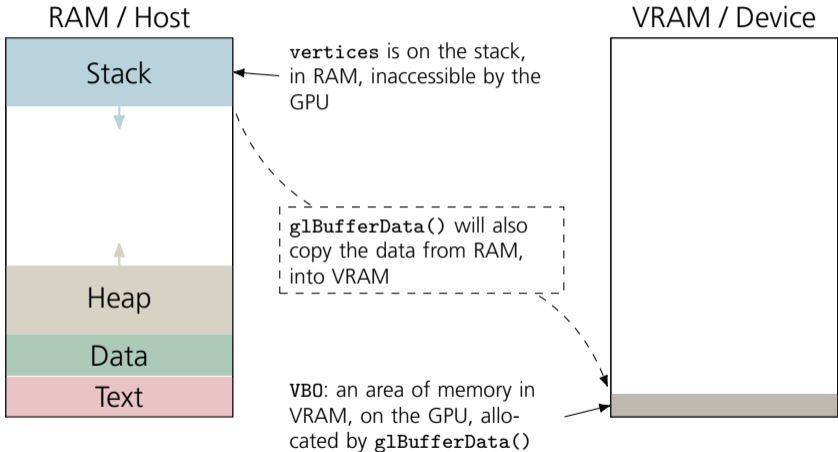 RAM / Host
VRAM / Device
Stack
vertices is on the stack,
in RAM, inaccessible by the
GPU
glBufferData() will also
copy the data from RAM,
into VRAM
Heap
Data
Text
VBO: an area of memory in
VRAM, on the GPU, allo-
cated by glBufferData()